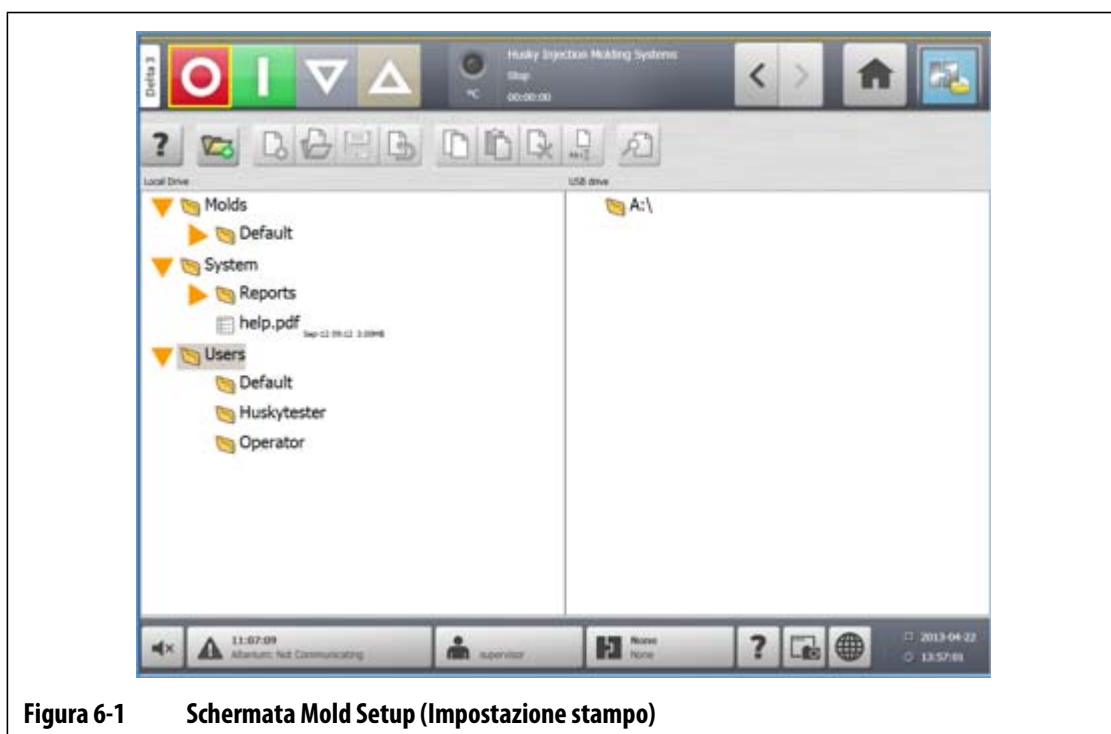 Delta 3
Husky Injection Molding Systems
Stop
°C
00:00:00
?
Local Drive
USB drive
Molds
A:\
Default
System
Reports
help.pdf
Users
Default
Huskytester
Operator
11:07:09
Altanium: Not Communicating
supervisor
None
None
?
2013-04-22
13:57:01
Figura 6-1 Schermata Mold Setup (Impostazione stampo)